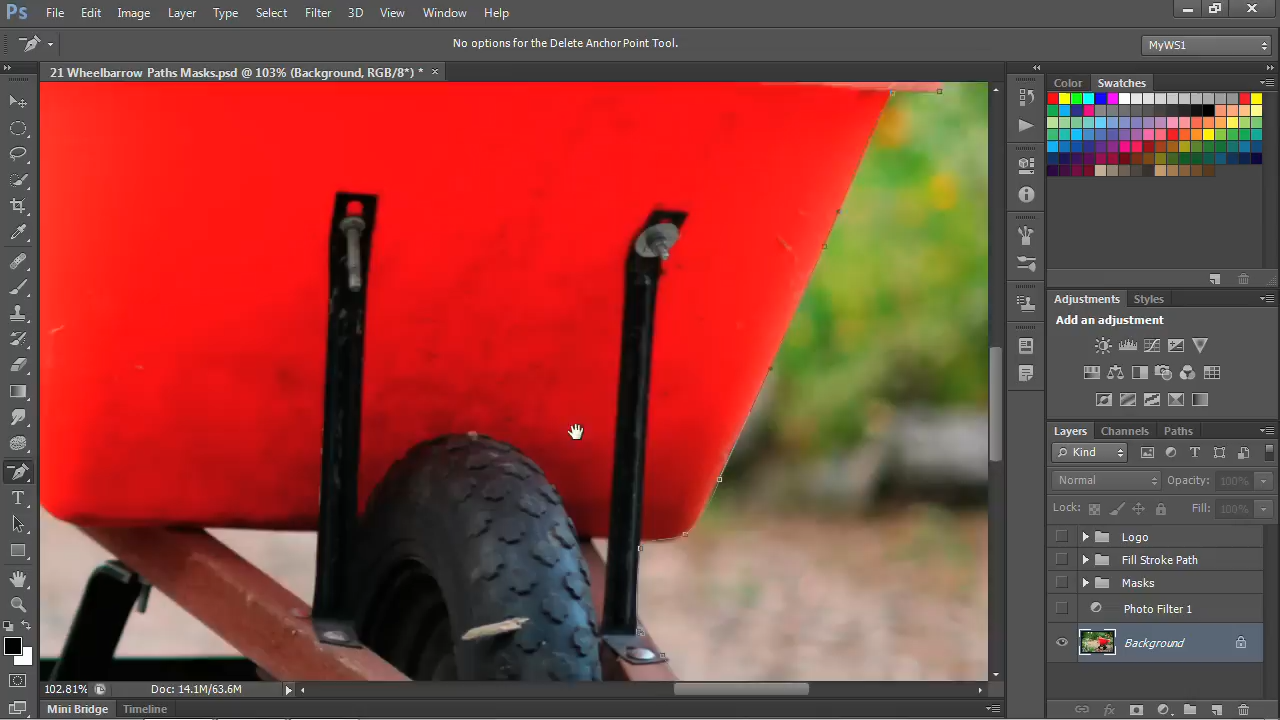 Ps File Edit Image Layer Type Select Filter 3D View Window Help
No options for the Delete Anchor Point Tool.
MyWS1
21 Wheelbarrow Paths Masks.psd @ 103% (Background, RGB/8*) * ×
Color Swatches
Adjustments Styles
Add an adjustment
Layers Channels Paths
Kind
Normal Opacity: 100%
Lock: Fill: 100%
Logo
Fill Stroke Path
Masks
Photo Filter 1
Background
102.81% Doc: 14.1M/63.6M
Mini Bridge Timeline